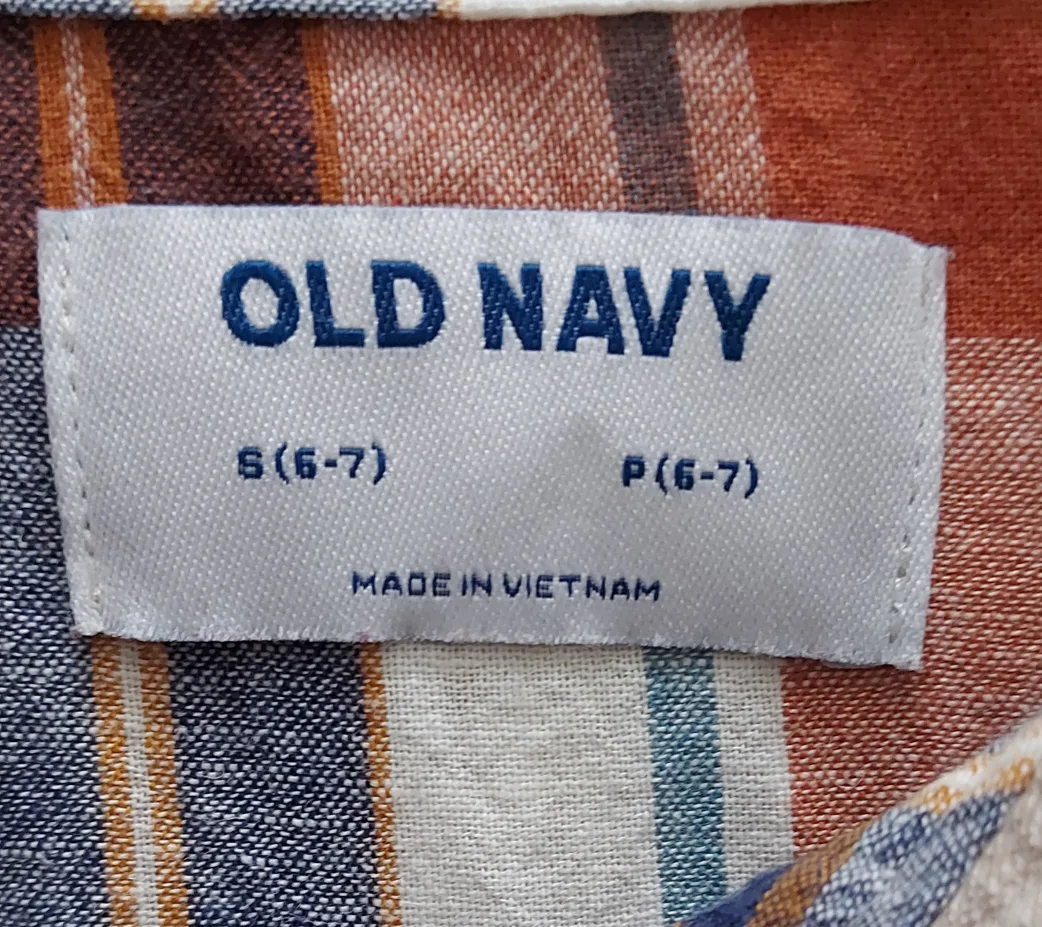 OLD NAVY
S(6-7) P(6-7)
MADE IN VIETNAM